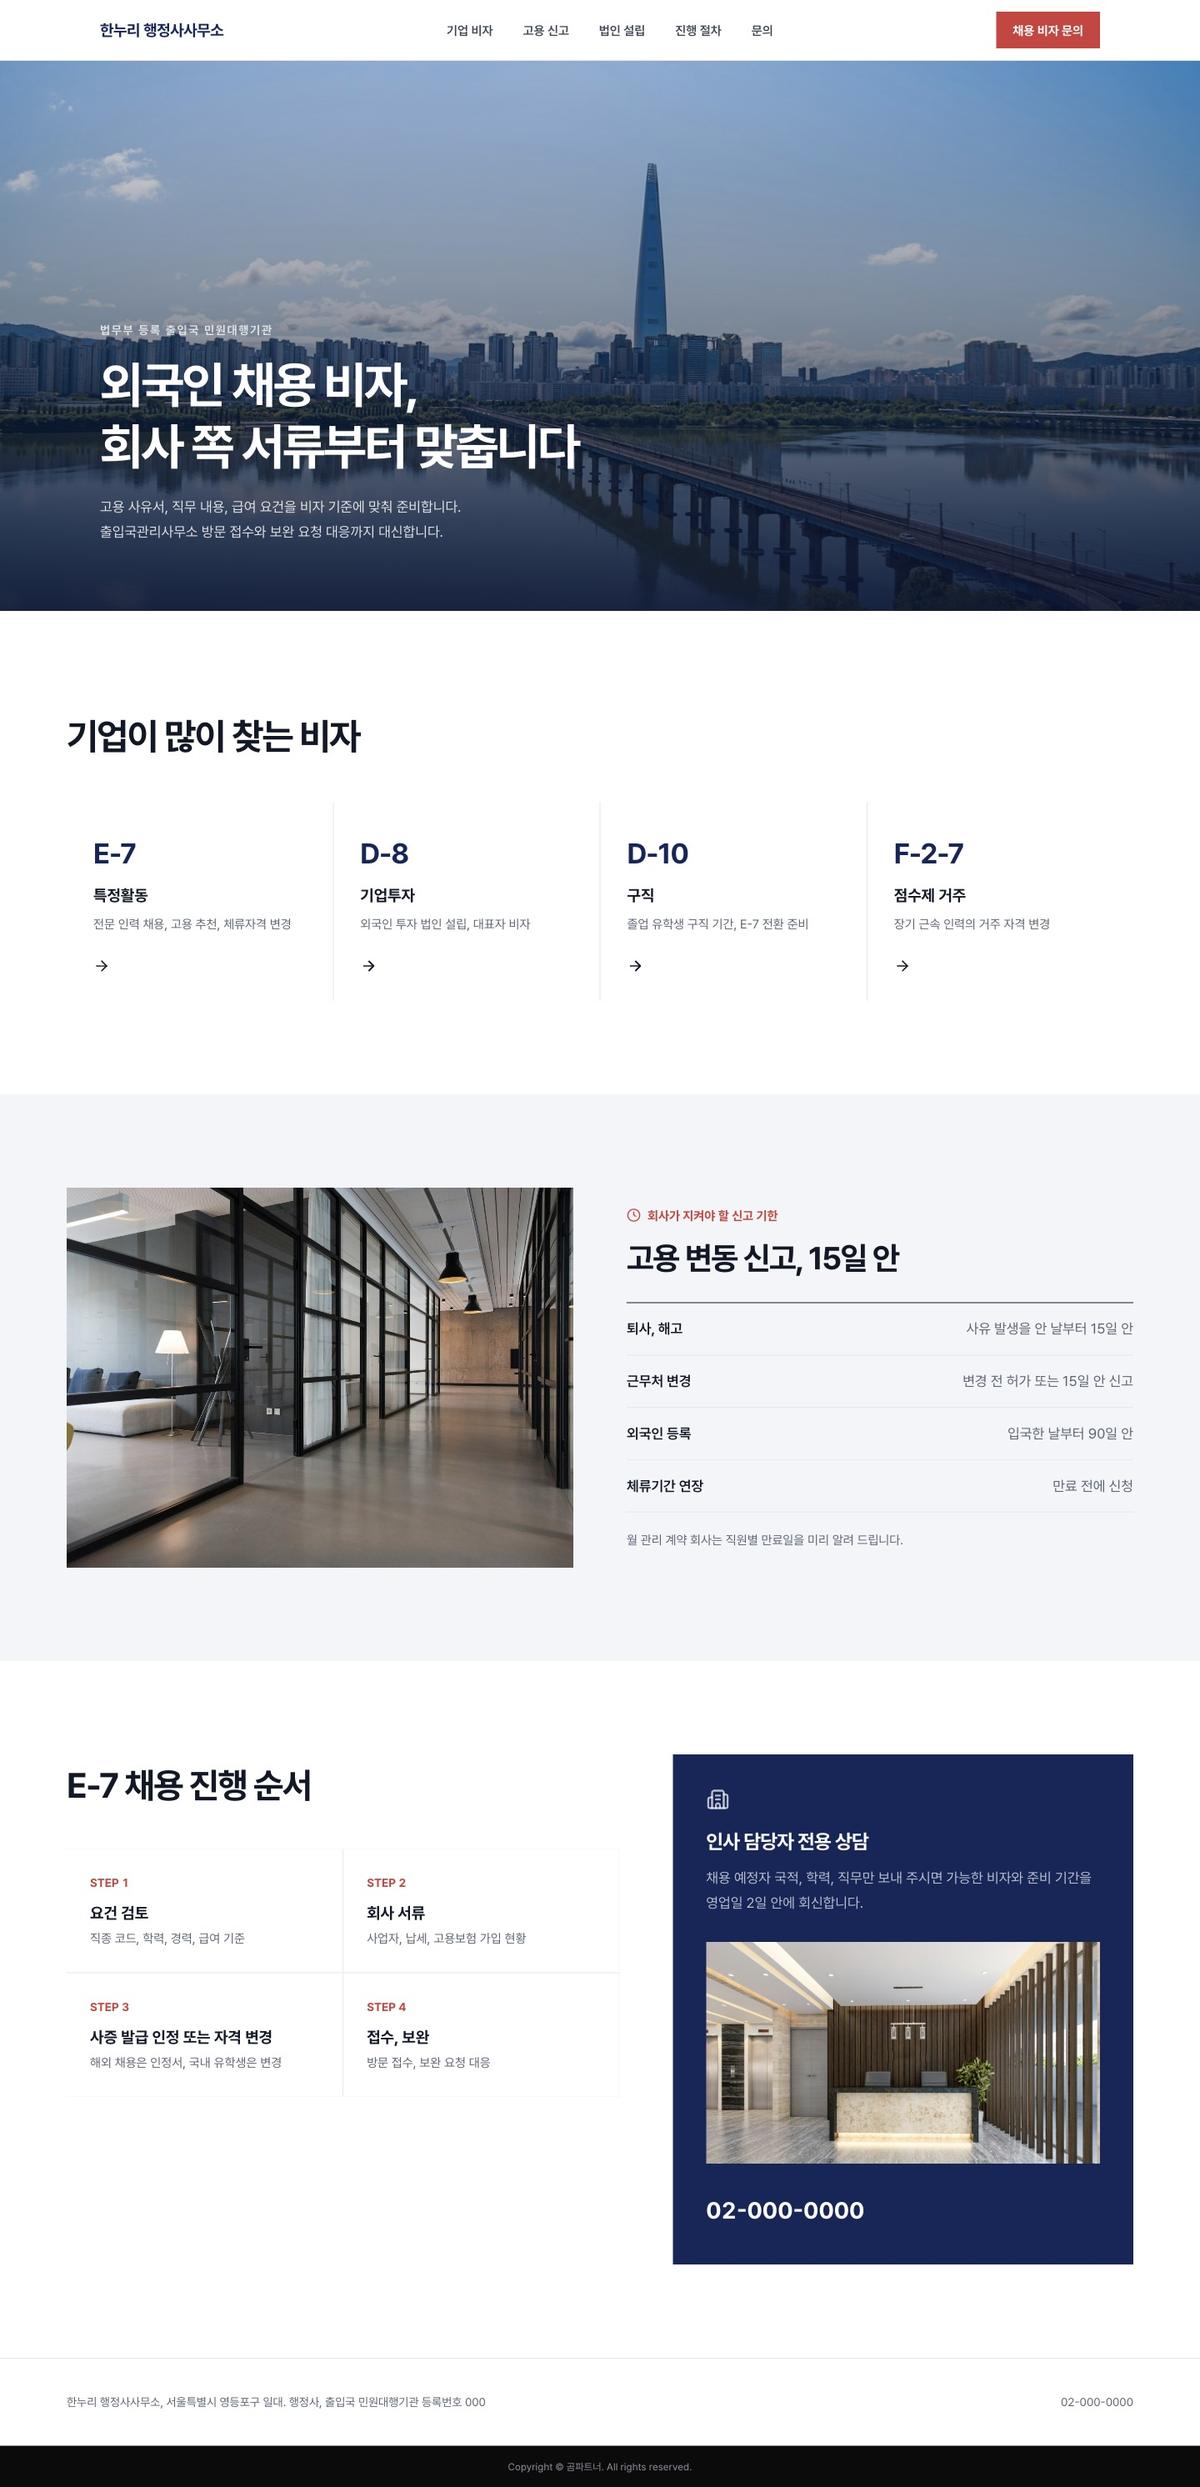 한누리 행정사사무소
기업 비자
고용 신고
법인 설립
진행 절차
문의
채용 비자 문의
법무부 등록 출입국 민원대행기관
외국인 채용 비자,
회사 쪽 서류부터 맞춥니다
고용 사유서, 직무 내용, 급여 요건을 비자 기준에 맞춰 준비합니다.
출입국관리사무소 방문 접수와 보완 요청 대응까지 대신합니다.
기업이 많이 찾는 비자
E-7
특정활동
전문 인력 채용, 고용 추천, 체류자격 변경
D-8
기업투자
외국인 투자 법인 설립, 대표자 비자
D-10
구직
졸업 유학생 구직 기간, E-7 전환 준비
F-2-7
점수제 거주
장기 근속 인력의 거주 자격 변경
회사가 지켜야 할 신고 기한
고용 변동 신고, 15일 안
퇴사, 해고
사유 발생을 안 날부터 15일 안
근무처 변경
변경 전 허가 또는 15일 안 신고
외국인 등록
입국한 날부터 90일 안
체류기간 연장
만료 전에 신청
월 관리 계약 회사는 직원별 만료일을 미리 알려 드립니다.
E-7 채용 진행 순서
STEP 1
요건 검토
직종 코드, 학력, 경력, 급여 기준
STEP 2
회사 서류
사업자, 납세, 고용보험 가입 현황
STEP 3
사증 발급 인정 또는 자격 변경
해외 채용은 인정서, 국내 유학생은 변경
STEP 4
접수, 보완
방문 접수, 보완 요청 대응
인사 담당자 전용 상담
채용 예정자 국적, 학력, 직무만 보내 주시면 가능한 비자와 준비 기간을
영업일 2일 안에 회신합니다.
02-000-0000
한누리 행정사사무소, 서울특별시 영등포구 일대. 행정사, 출입국 민원대행기관 등록번호 000
02-000-0000
Copyright © 곰파트너. All rights reserved.